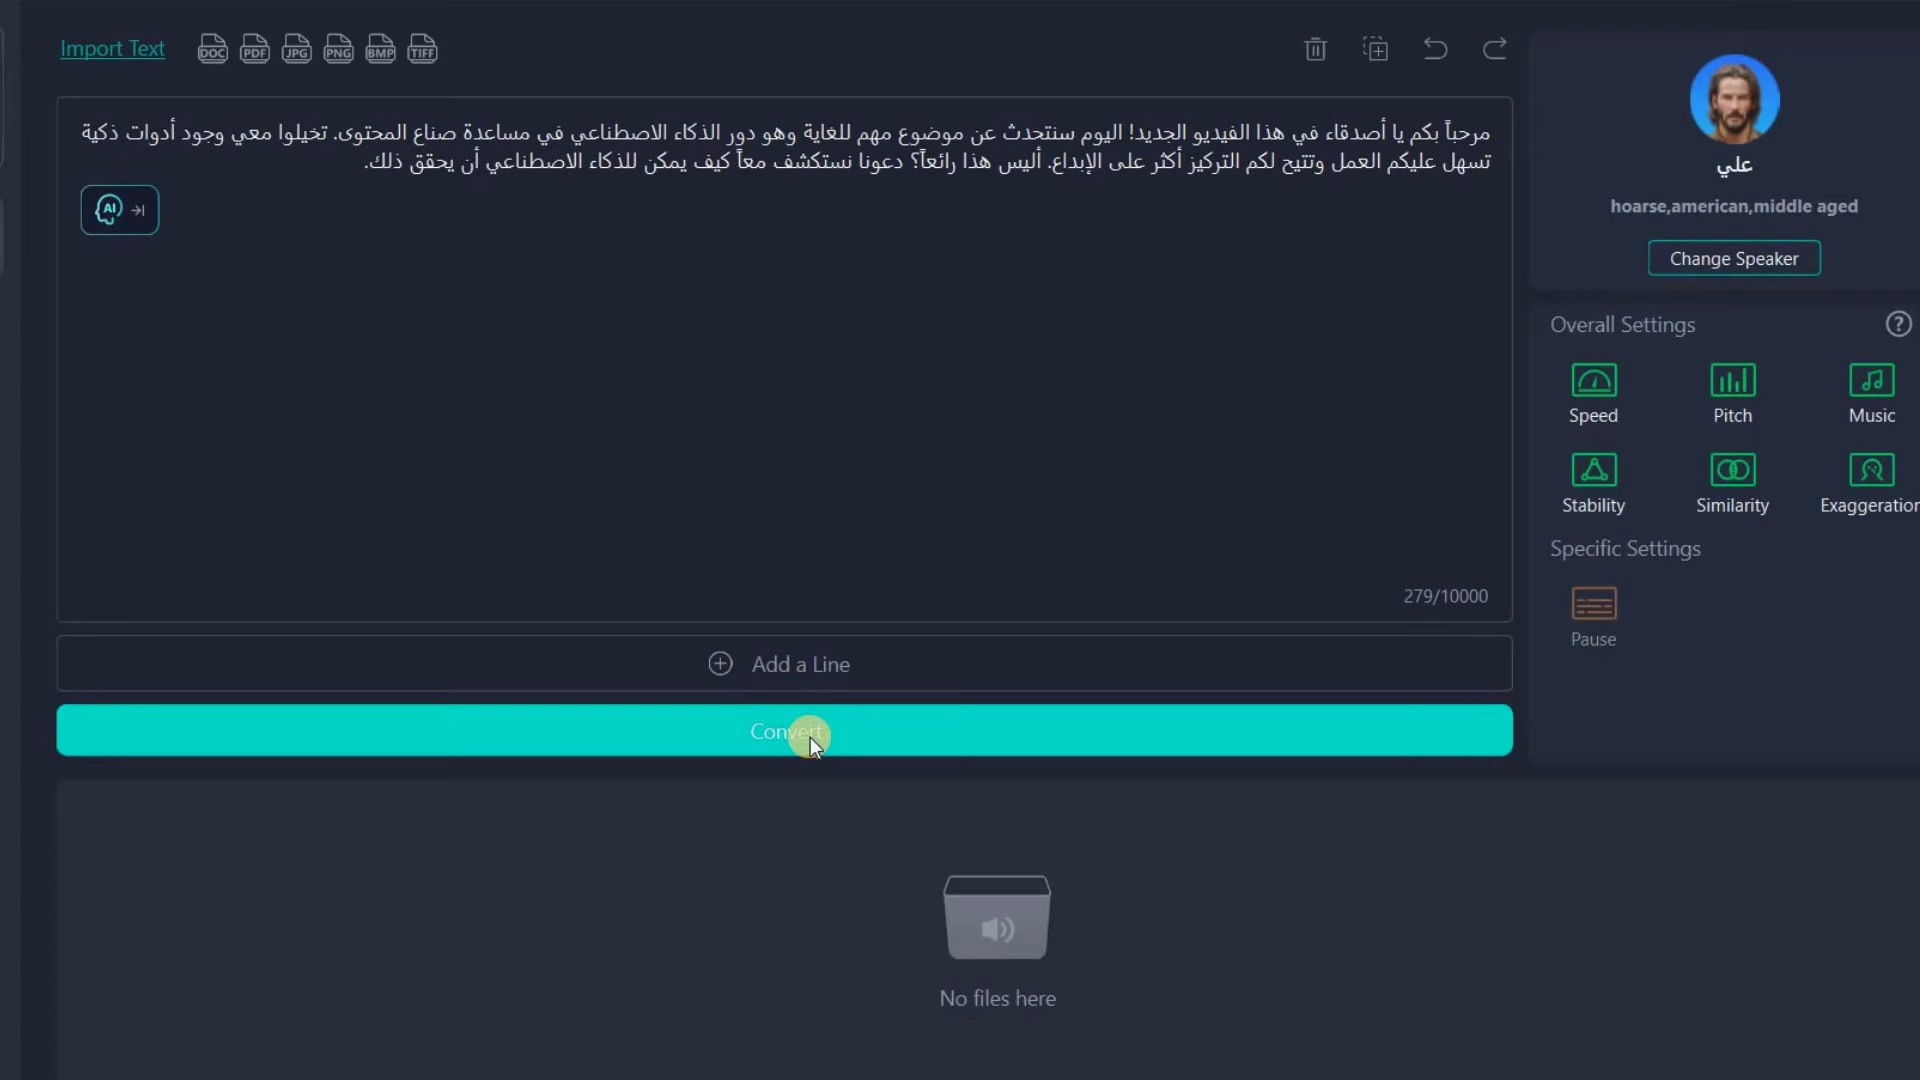 Import Text
DOC PDF JPG PNG BMP TIFF
مرحباً بكم يا أصدقاء في هذا الفيديو الجديد! اليوم سنتحدث عن موضوع مهم للغاية وهو دور الذكاء الاصطناعي في مساعدة صناع المحتوى. تخيلوا معي وجود أدوات ذكية
تسهل عليكم العمل وتتيح لكم التركيز أكثر على الإبداع. أليس هذا رائعاً؟ دعونا نستكشف معاً كيف يمكن للذكاء الاصطناعي أن يحقق ذلك.
AI
279/10000
Add a Line
Convert
No files here
علي
hoarse,american,middle aged
Change Speaker
Overall Settings
?
Speed Pitch Music
Stability Similarity Exaggeration
Specific Settings
Pause